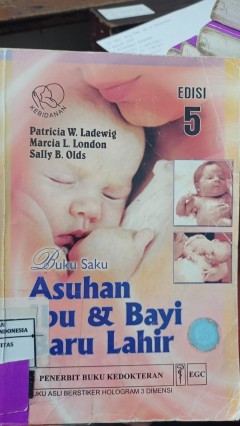 EDISI
5
KEBIDANAN
Patricia W. Ladewig
Marcia L. London
Sally B. Olds
Buku Saku
Asuhan
bu & Bayi
aru Lahir
PENERBIT BUKU KEDOKTERAN EGC
UKU ASLI BERSTIKER HOLOGRAM 3 DIMENSI